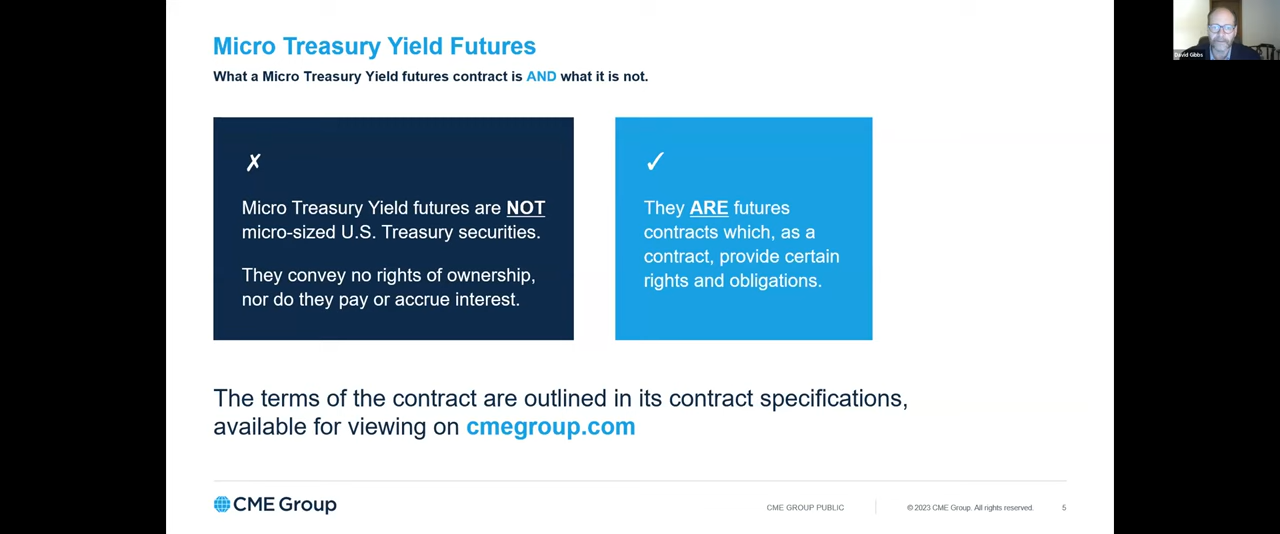 Micro Treasury Yield Futures
What a Micro Treasury Yield futures contract is AND what it is not.
✗
Micro Treasury Yield futures are NOT
micro-sized U.S. Treasury securities.
They convey no rights of ownership,
nor do they pay or accrue interest.
✓
They ARE futures
contracts which, as a
contract, provide certain
rights and obligations.
The terms of the contract are outlined in its contract specifications,
available for viewing on cmegroup.com
CME Group
CME GROUP PUBLIC
© 2023 CME Group. All rights reserved.
5
David Gibbs